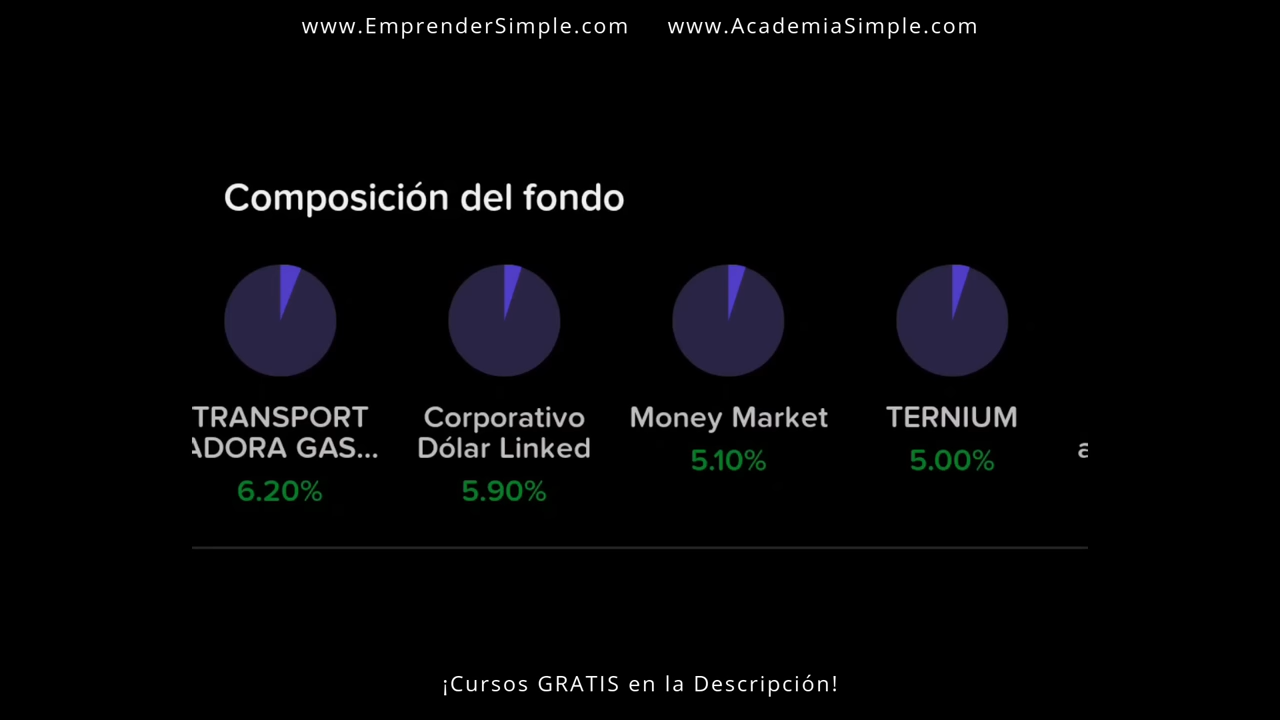 www.EmprenderSimple.com www.AcademiaSimple.com
Composición del fondo
TRANSPORT
ADORA GAS...
6.20%
Corporativo
Dólar Linked
5.90%
Money Market
5.10%
TERNIUM
5.00%
a
¡Cursos GRATIS en la Descripción!